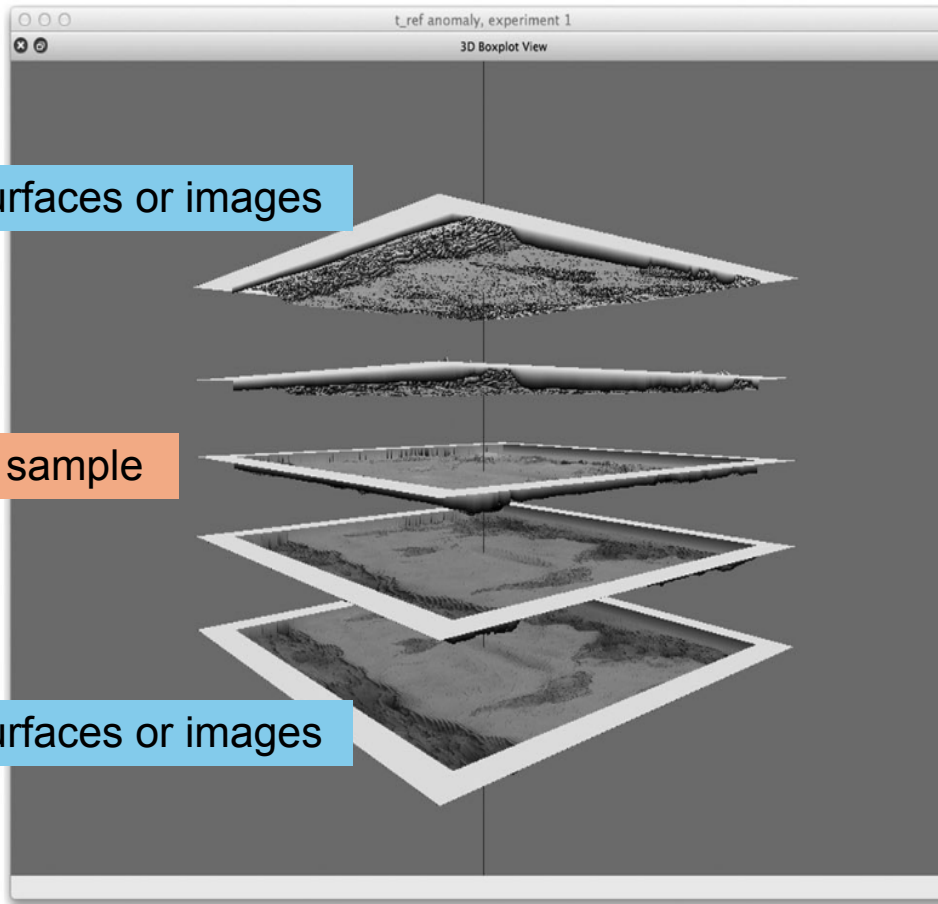 t_ref anomaly, experiment 1
3D Boxplot View
urfaces or images
sample
urfaces or images